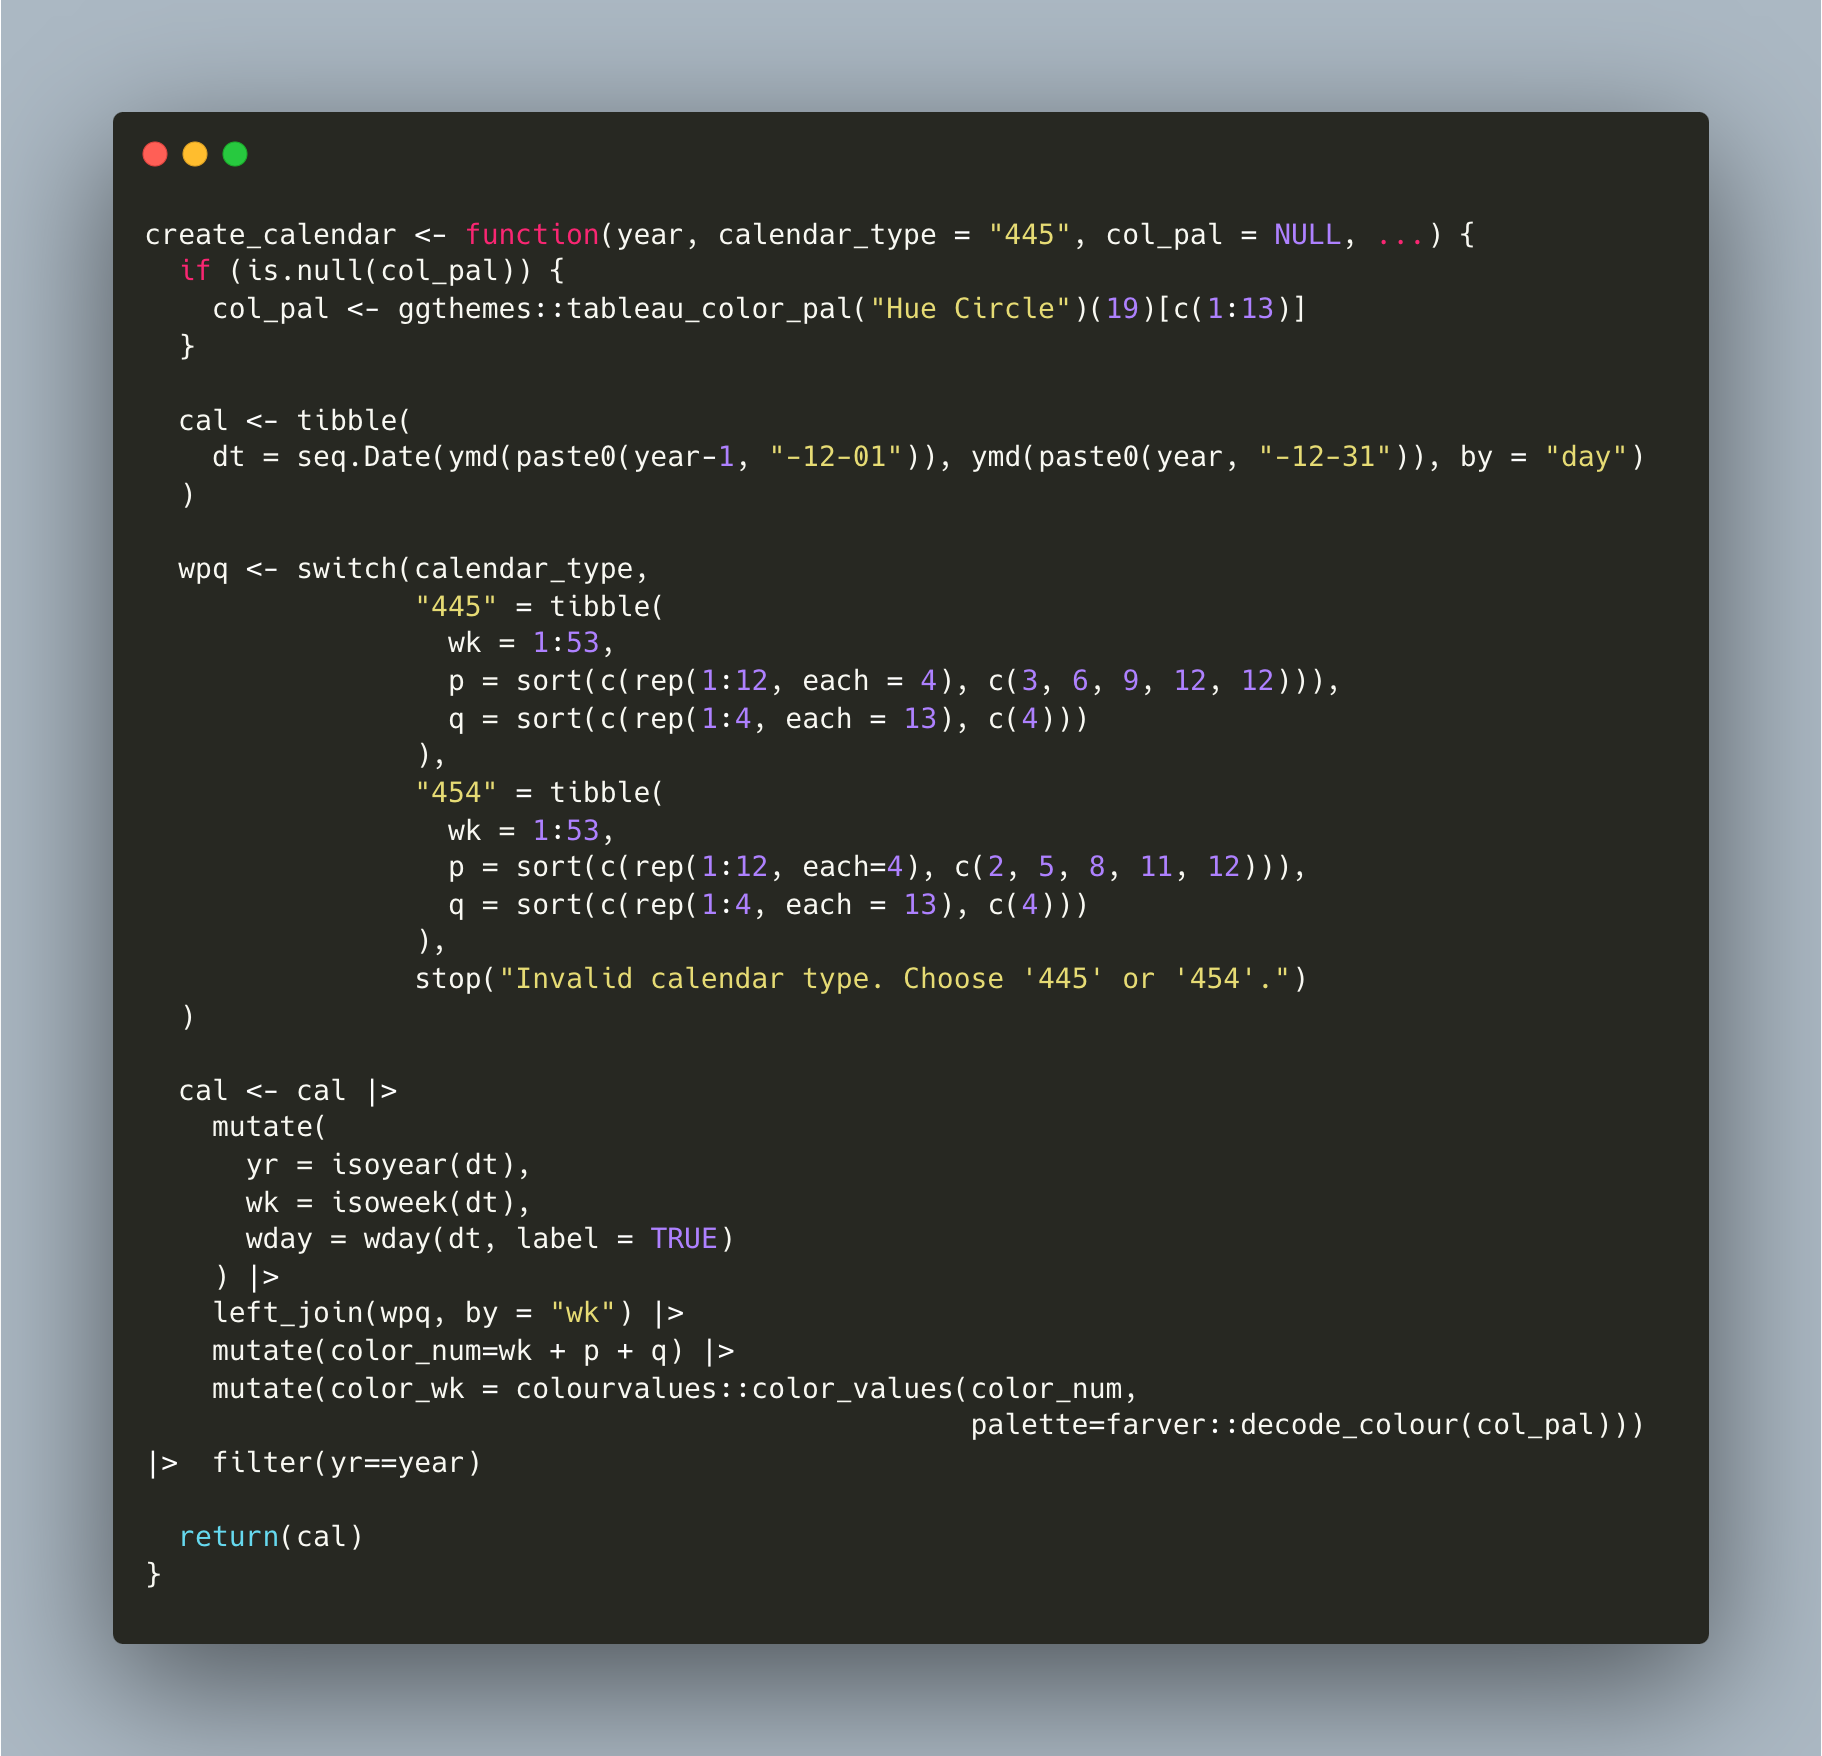 create_calendar <- function(year, calendar_type = "445", col_pal = NULL, ...) {
  if (is.null(col_pal)) {
    col_pal <- ggthemes::tableau_color_pal("Hue Circle")(19)[c(1:13)]
  }

  cal <- tibble(
    dt = seq.Date(ymd(paste0(year-1, "-12-01")), ymd(paste0(year, "-12-31")), by = "day")
  )

  wpq <- switch(calendar_type,
                "445" = tibble(
                  wk = 1:53,
                  p = sort(c(rep(1:12, each = 4), c(3, 6, 9, 12, 12))),
                  q = sort(c(rep(1:4, each = 13), c(4)))
                ),
                "454" = tibble(
                  wk = 1:53,
                  p = sort(c(rep(1:12, each=4), c(2, 5, 8, 11, 12))),
                  q = sort(c(rep(1:4, each = 13), c(4)))
                ),
                stop("Invalid calendar type. Choose '445' or '454'.")
  )

  cal <- cal |>
    mutate(
      yr = isoyear(dt),
      wk = isoweek(dt),
      wday = wday(dt, label = TRUE)
    ) |>
    left_join(wpq, by = "wk") |>
    mutate(color_num=wk + p + q) |>
    mutate(color_wk = colourvalues::color_values(color_num,
                                                 palette=farver::decode_colour(col_pal)))
|>  filter(yr==year)

  return(cal)
}